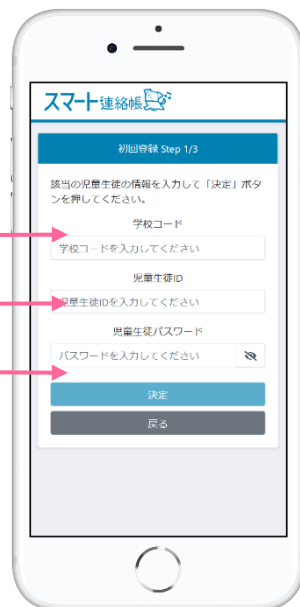 スマート連絡帳
初回登録 Step 1/3
該当の児童生徒の情報を入力して「決定」ボタ
ンを押してください。
学校コード
学校コードを入力してください
児童生徒ID
児童生徒IDを入力してください
児童生徒パスワード
パスワードを入力してください
決定
戻る